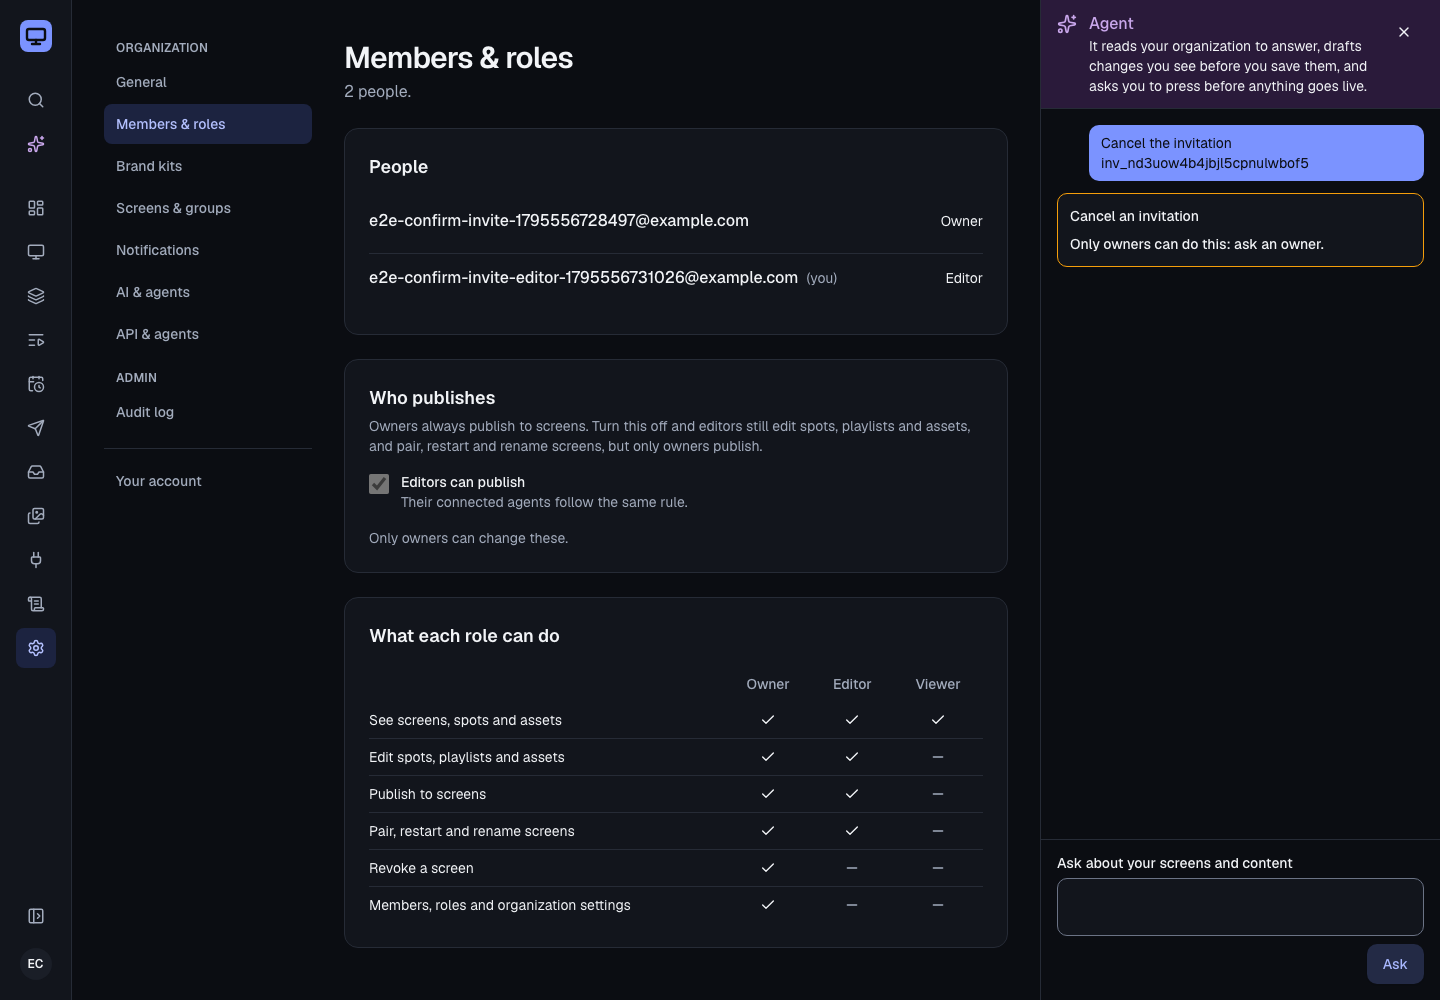 ORGANIZATION
General
Members & roles
Brand kits
Screens & groups
Notifications
AI & agents
API & agents
ADMIN
Audit log
Your account
EC
Members & roles
2 people.
People
e2e-confirm-invite-1795556728497@example.com Owner
e2e-confirm-invite-editor-1795556731026@example.com (you) Editor
Who publishes
Owners always publish to screens. Turn this off and editors still edit spots, playlists and assets,
and pair, restart and rename screens, but only owners publish.
Editors can publish
Their connected agents follow the same rule.
Only owners can change these.
What each role can do
Owner Editor Viewer
See screens, spots and assets
Edit spots, playlists and assets
Publish to screens
Pair, restart and rename screens
Revoke a screen
Members, roles and organization settings
Agent
It reads your organization to answer, drafts
changes you see before you save them, and
asks you to press before anything goes live.
Cancel the invitation
inv_nd3uow4b4jbjl5cpnulwbof5
Cancel an invitation
Only owners can do this: ask an owner.
Ask about your screens and content
Ask